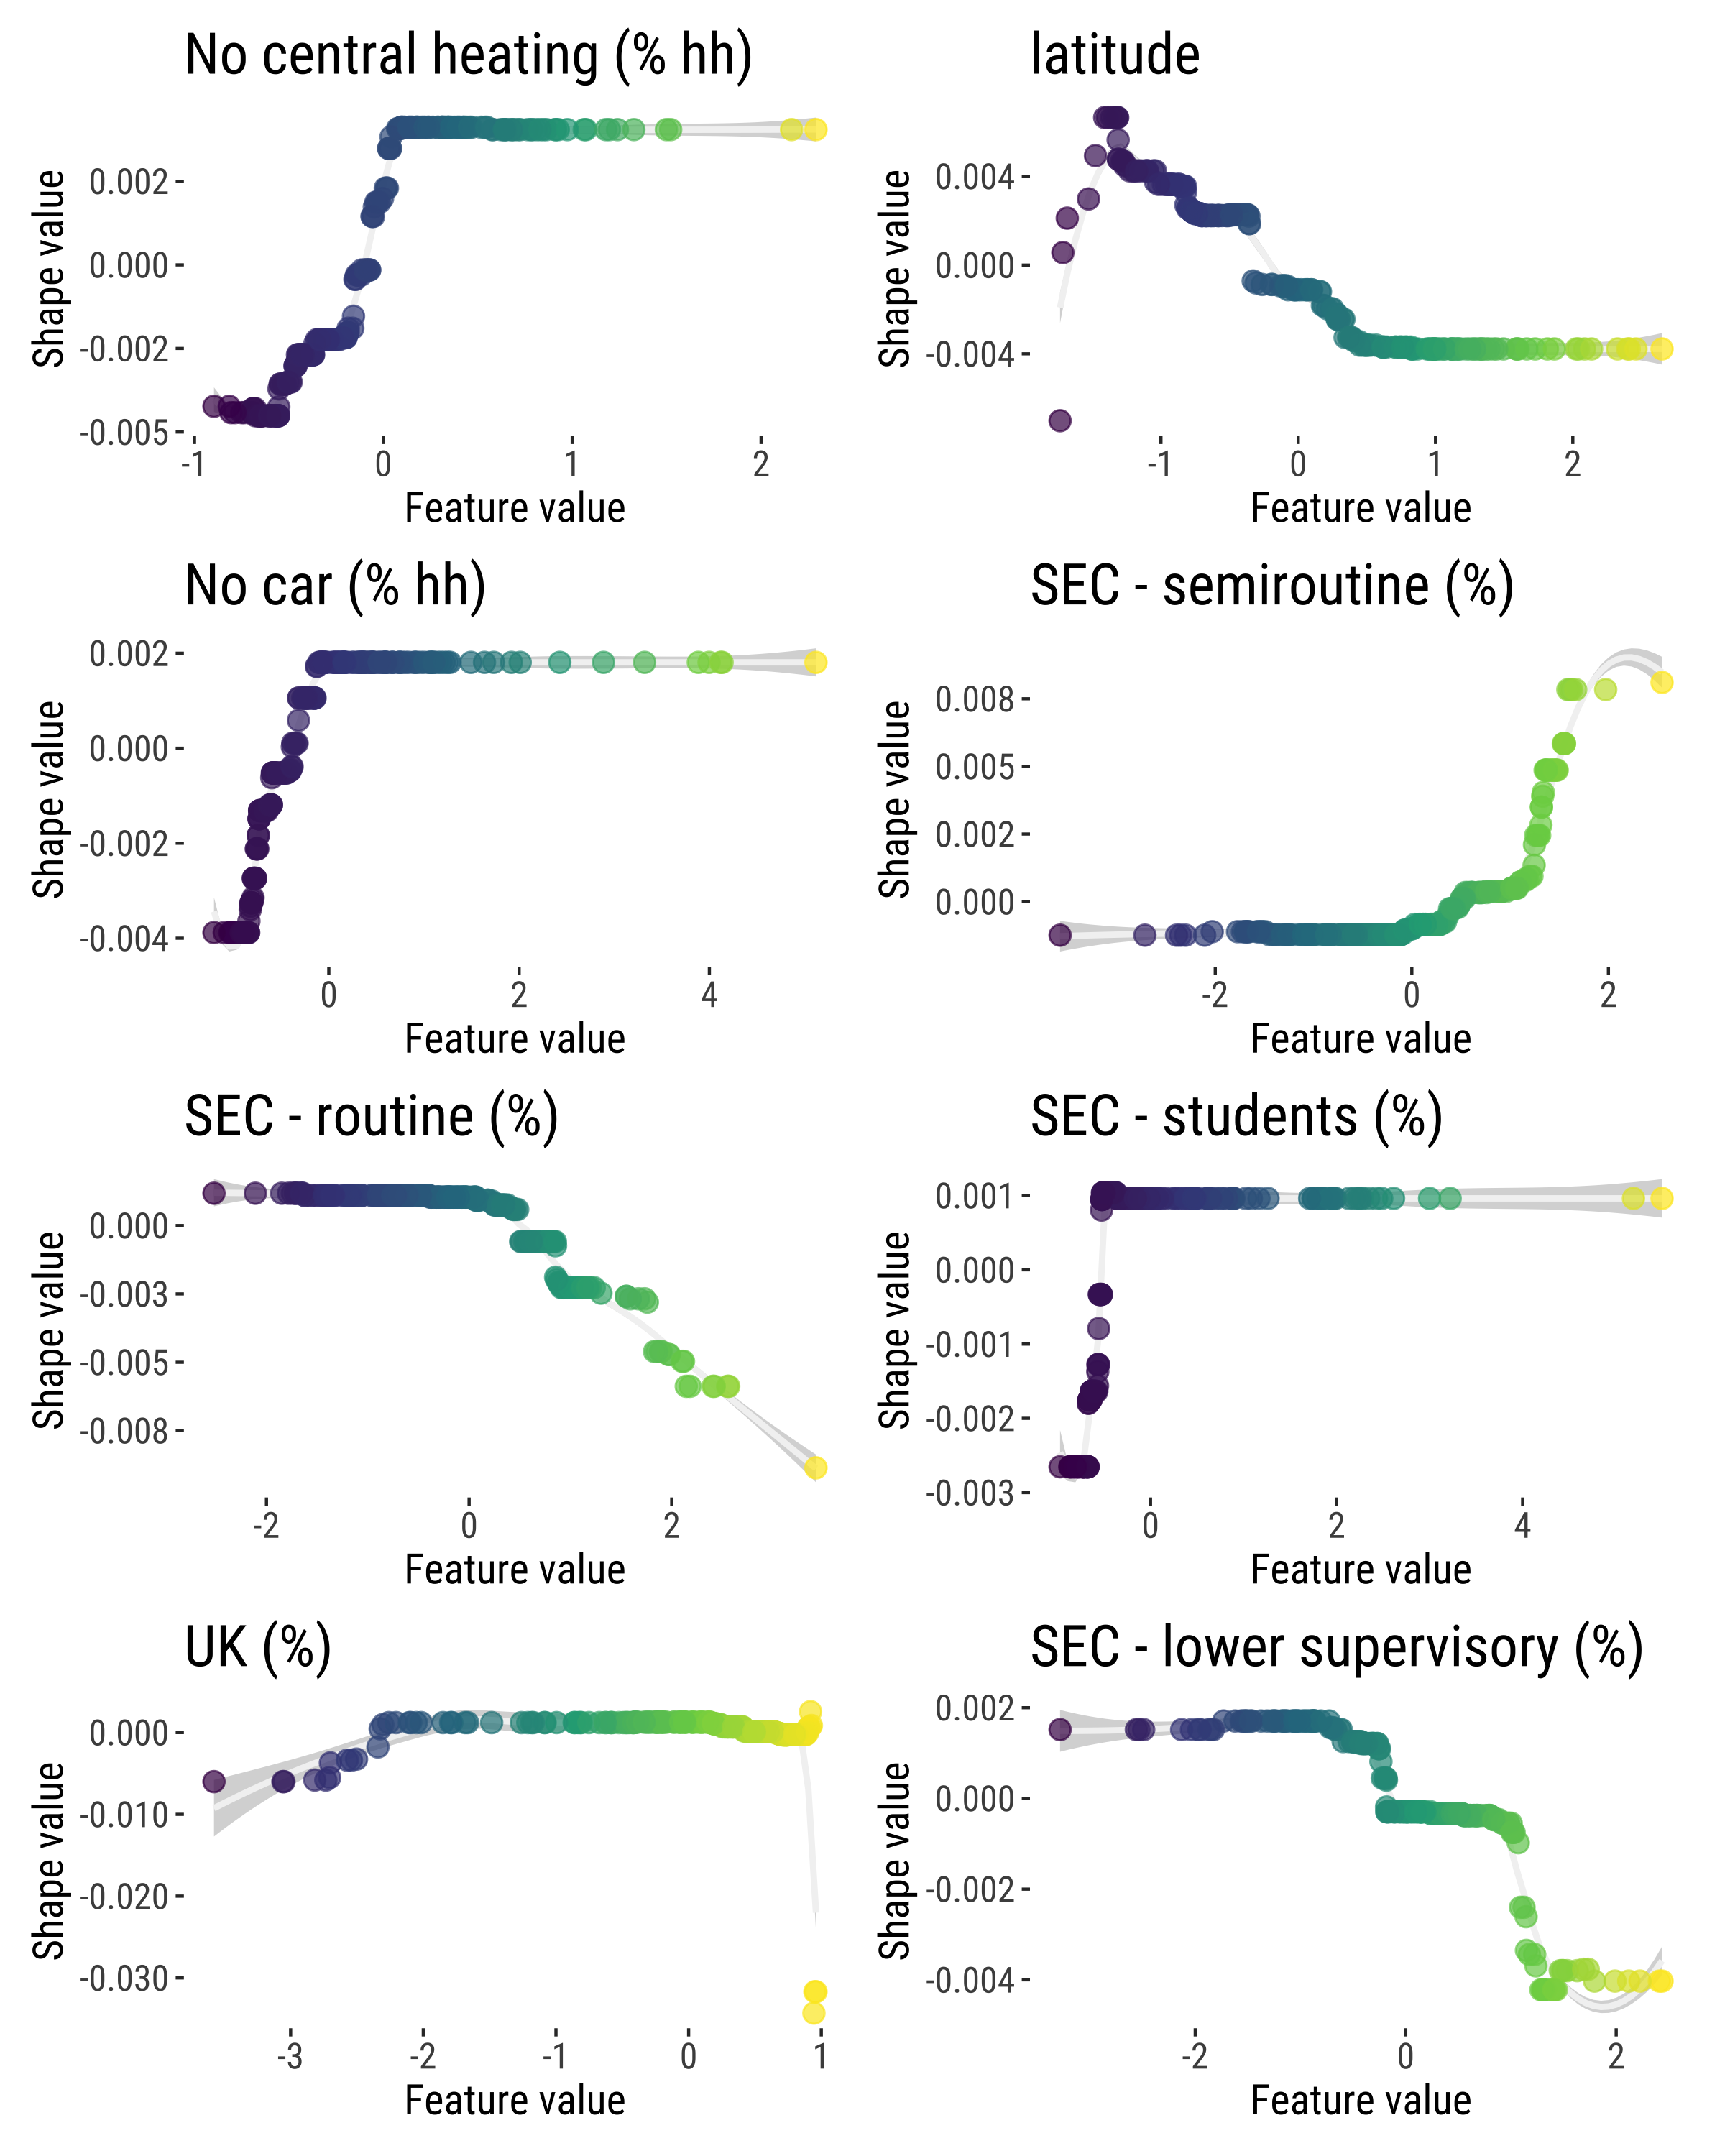 No central heating (% hh)
Shape value
0.002
0.000
-0.002
-0.005
-1 0 1 2
Feature value
latitude
Shape value
0.004
0.000
-0.004
-1 0 1 2
Feature value
No car (% hh)
Shape value
0.002
0.000
-0.002
-0.004
0 2 4
Feature value
SEC - semiroutine (%)
Shape value
0.008
0.005
0.002
0.000
-2 0 2
Feature value
SEC - routine (%)
Shape value
0.000
-0.003
-0.005
-0.008
-2 0 2
Feature value
SEC - students (%)
Shape value
0.001
0.000
-0.001
-0.002
-0.003
0 2 4
Feature value
UK (%)
Shape value
0.000
-0.010
-0.020
-0.030
-3 -2 -1 0 1
Feature value
SEC - lower supervisory (%)
Shape value
0.002
0.000
-0.002
-0.004
-2 0 2
Feature value